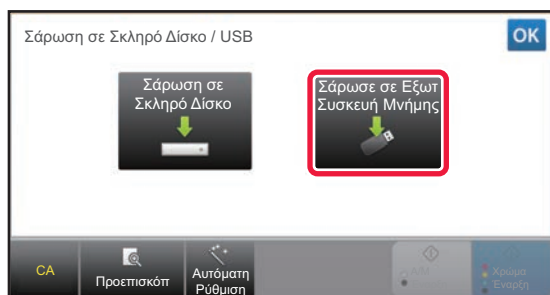 Σάρωση σε Σκληρό Δίσκο / USB
OK
Σάρωση σε
Σκληρό Δίσκο
Σάρωσε σε Εξωτ
Συσκευή Μνήμης
CA
Προεπισκόπ
Αυτόματη
Ρύθμιση
Α/Μ
Χρώμα
Έναρξη